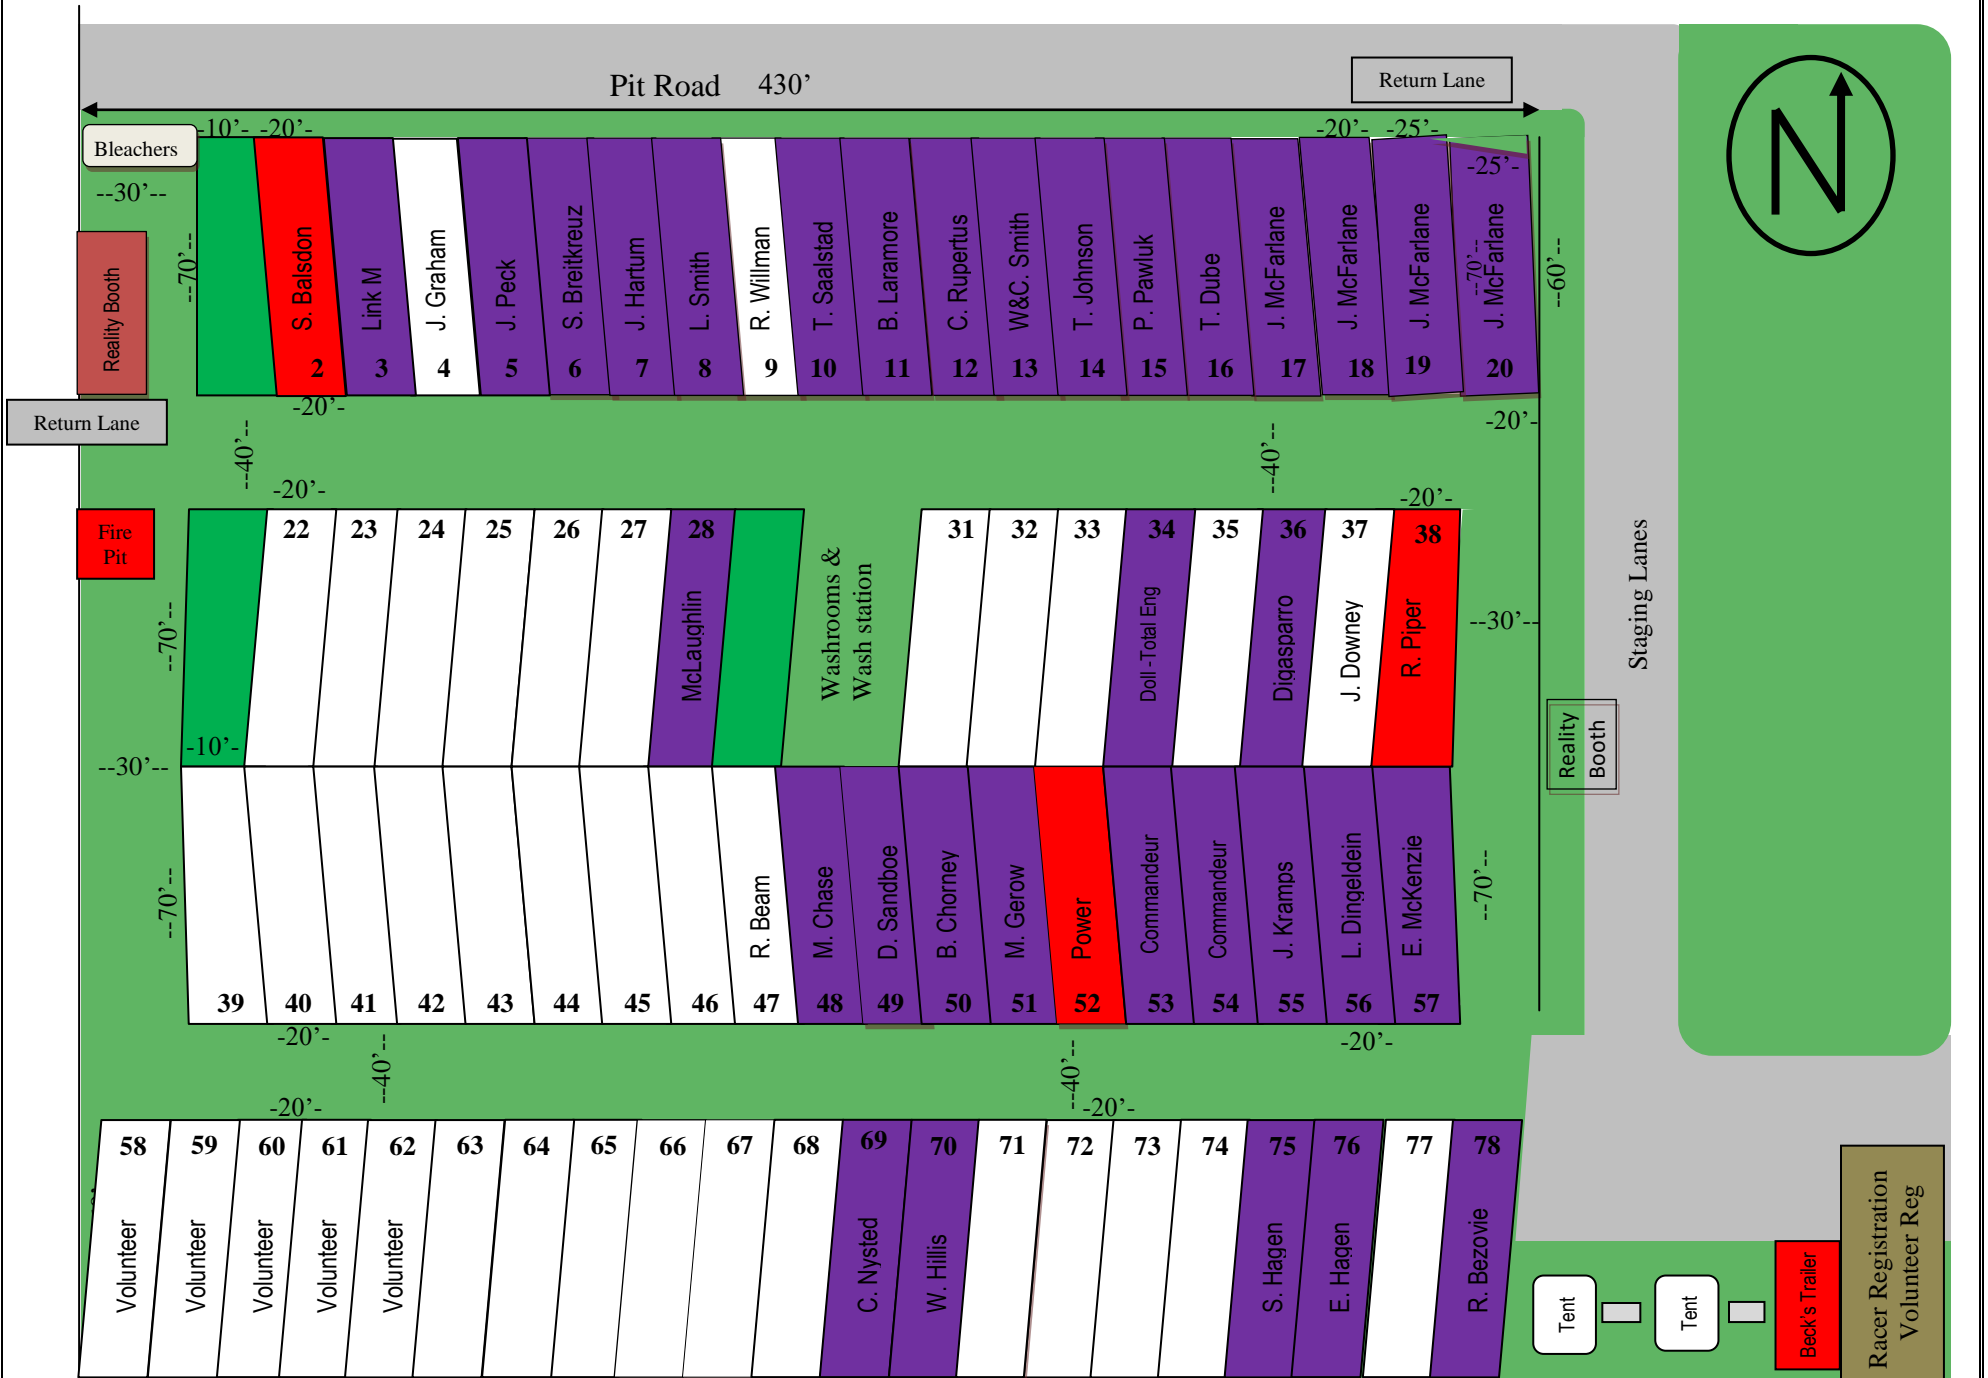 Pit Road 430’
Return Lane
N
Bleachers
-10’- -20’-
-20’- -25’-
-25’-
--30’--
--70’--
--70’--
--60’--
Reality Booth
Return Lane
S. Balsdon
2
Link M
3
J. Graham
4
J. Peck
5
S. Breitkreuz
6
J. Hartum
7
L. Smith
8
R. Willman
9
T. Saalstad
10
B. Laramore
11
C. Rupertus
12
W&C. Smith
13
T. Johnson
14
P. Pawluk
15
T. Dube
16
J. McFarlane
17
J. McFarlane
18
J. McFarlane
19
J. McFarlane
20
-20’-
-20’-
--40’--
--40’--
-20’-
-20’-
Fire
Pit
22
23
24
25
26
27
28
McLaughlin
Washrooms &
Wash station
31
32
33
34
Doll -Total Eng
35
36
Digasparro
37
J. Downey
38
R. Piper
--70’--
-10’-
--30’--
--30’--
Staging Lanes
Reality
Booth
39
40
41
42
43
44
45
46
R. Beam
47
M. Chase
48
D. Sandboe
49
B. Chorney
50
M. Gerow
51
Power
52
Commandeur
53
Commandeur
54
J. Kramps
55
L. Dingeldein
56
E. McKenzie
57
--70’--
--70’--
-20’-
-20’-
--40’--
--40’--
-20’-
-20’-
58
Volunteer
59
Volunteer
60
Volunteer
61
Volunteer
62
Volunteer
63
64
65
66
67
68
69
C. Nysted
70
W. Hillis
71
72
73
74
75
S. Hagen
76
E. Hagen
77
78
R. Bezovie
Tent
Tent
Beck's Trailer
Racer Registration
Volunteer Reg